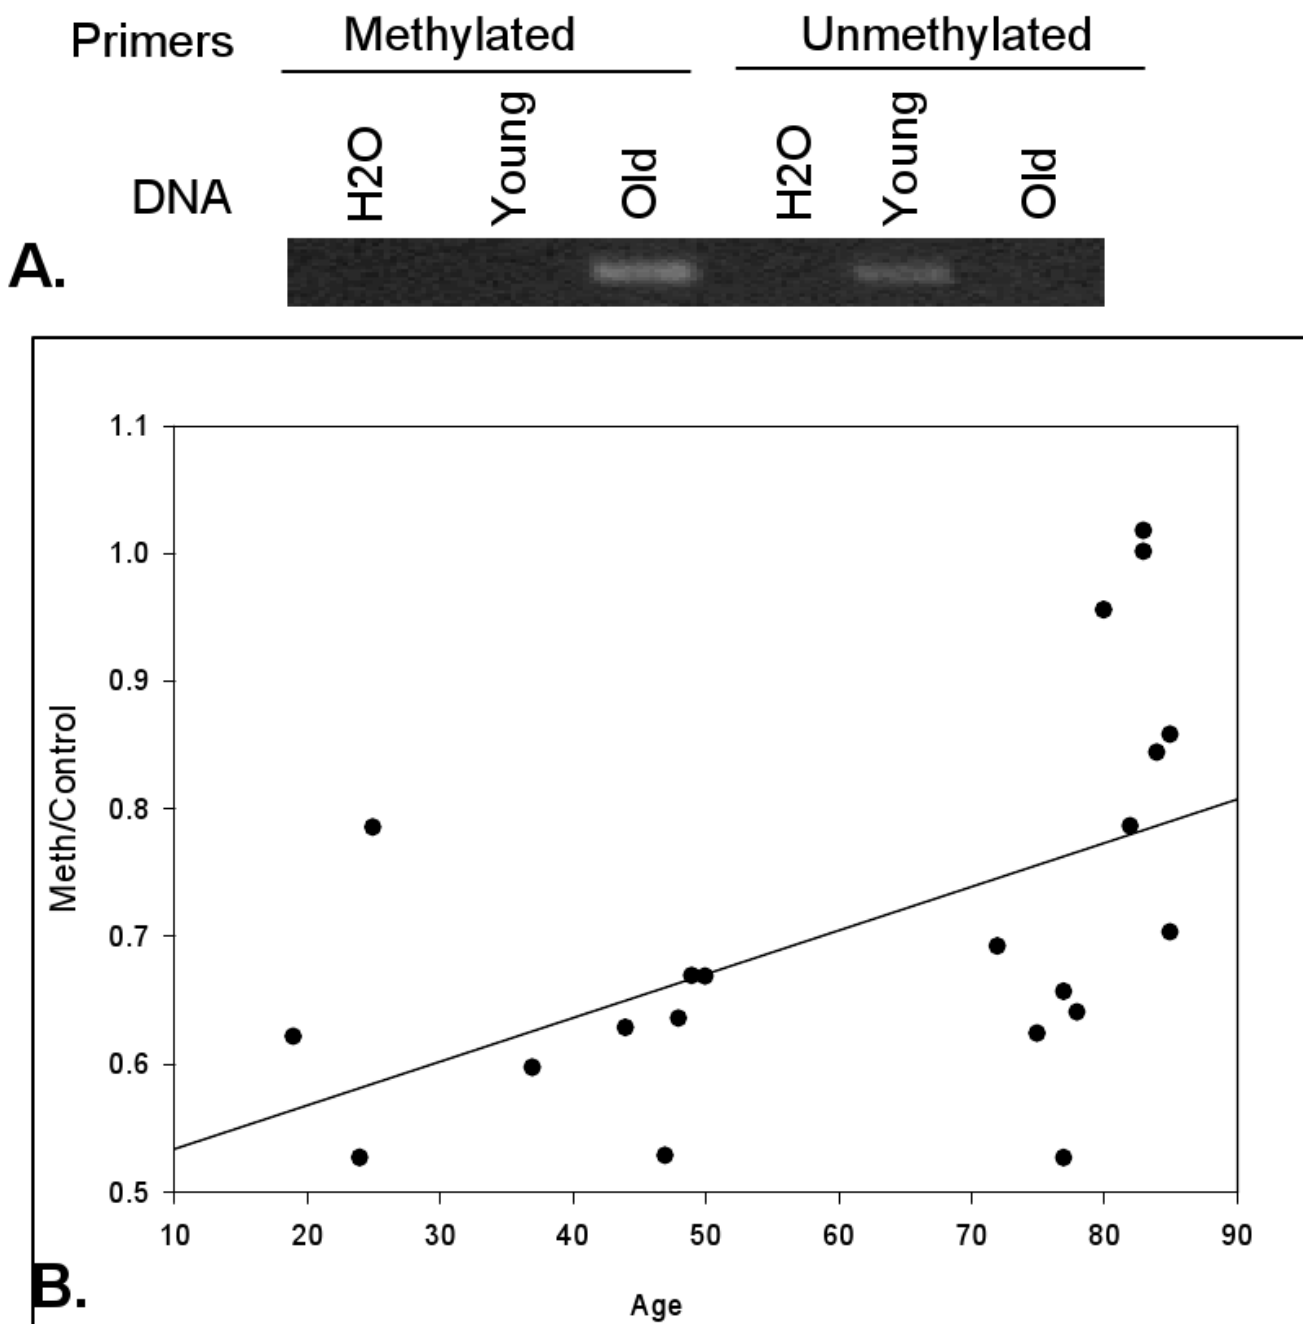 Primers Methylated Unmethylated
DNA H2O Young Old H2O Young Old
A.
1.1
1.0
0.9
0.8
0.7
0.6
0.5
Meth/Control
10 20 30 40 50 60 70 80 90
Age
B.